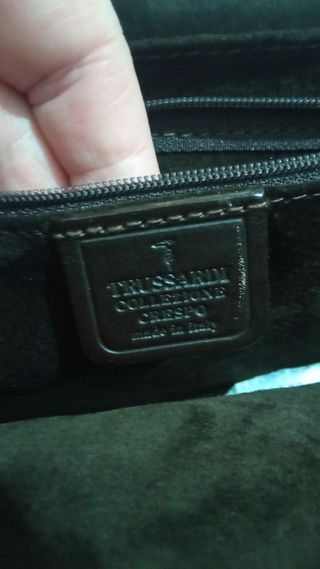 TRUSSARDI
COLLEZIONE
CRESPO
made in Italy